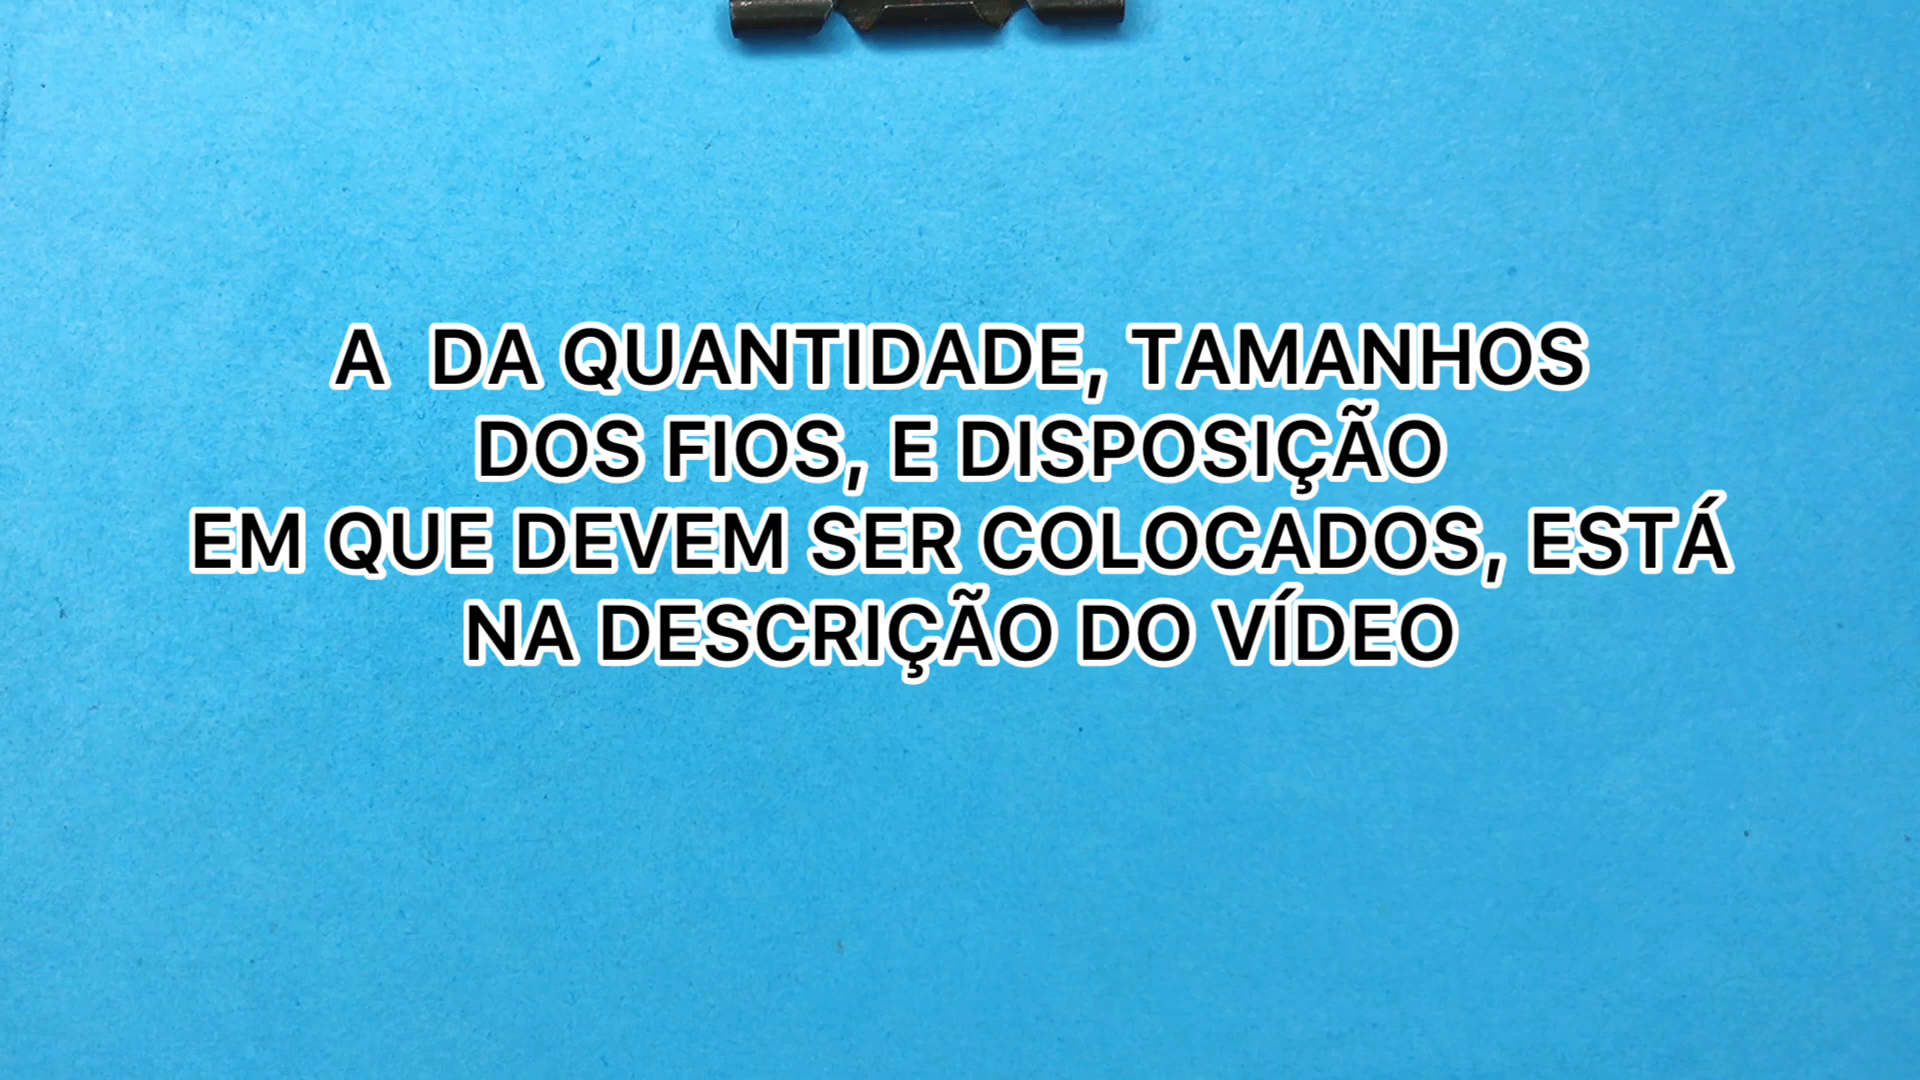 A  DA QUANTIDADE, TAMANHOS
DOS FIOS, E DISPOSIÇÃO
EM QUE DEVEM SER COLOCADOS, ESTÁ
NA DESCRIÇÃO DO VÍDEO